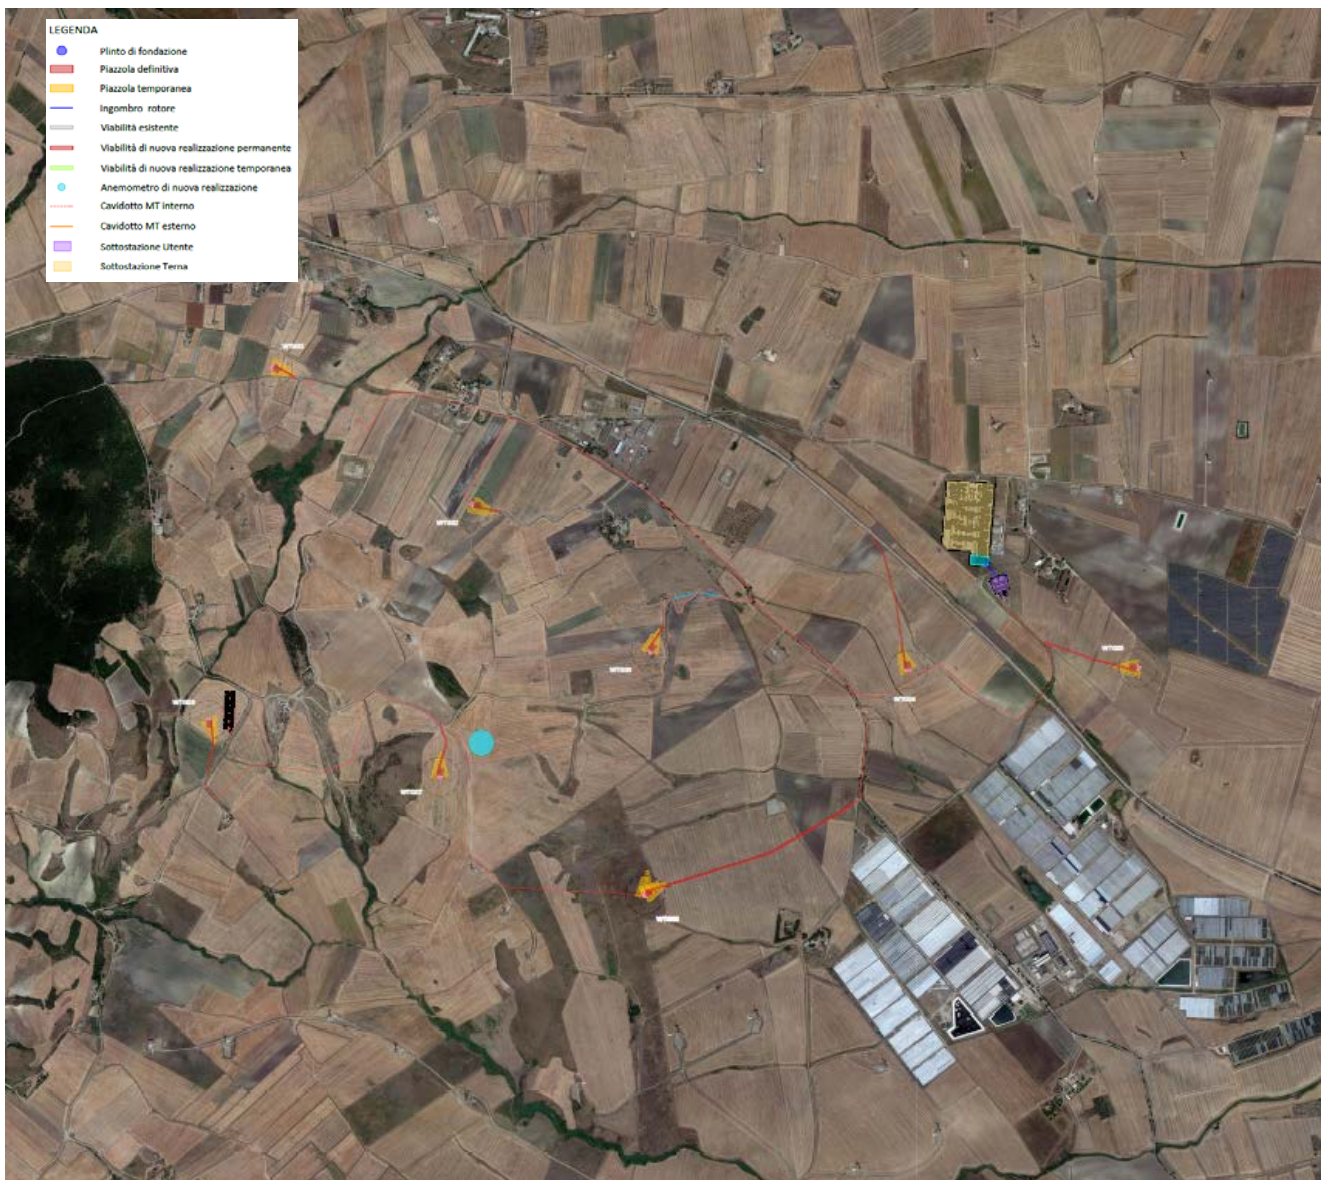 LEGENDA
Plinto di fondazione
Piazzola definitiva
Piazzola temporanea
Ingombro rotore
Viabilità esistente
Viabilità di nuova realizzazione permanente
Viabilità di nuova realizzazione temporanea
Anemometro di nuova realizzazione
Cavidotto MT interno
Cavidotto MT esterno
Sottostazione Utente
Sottostazione Terna